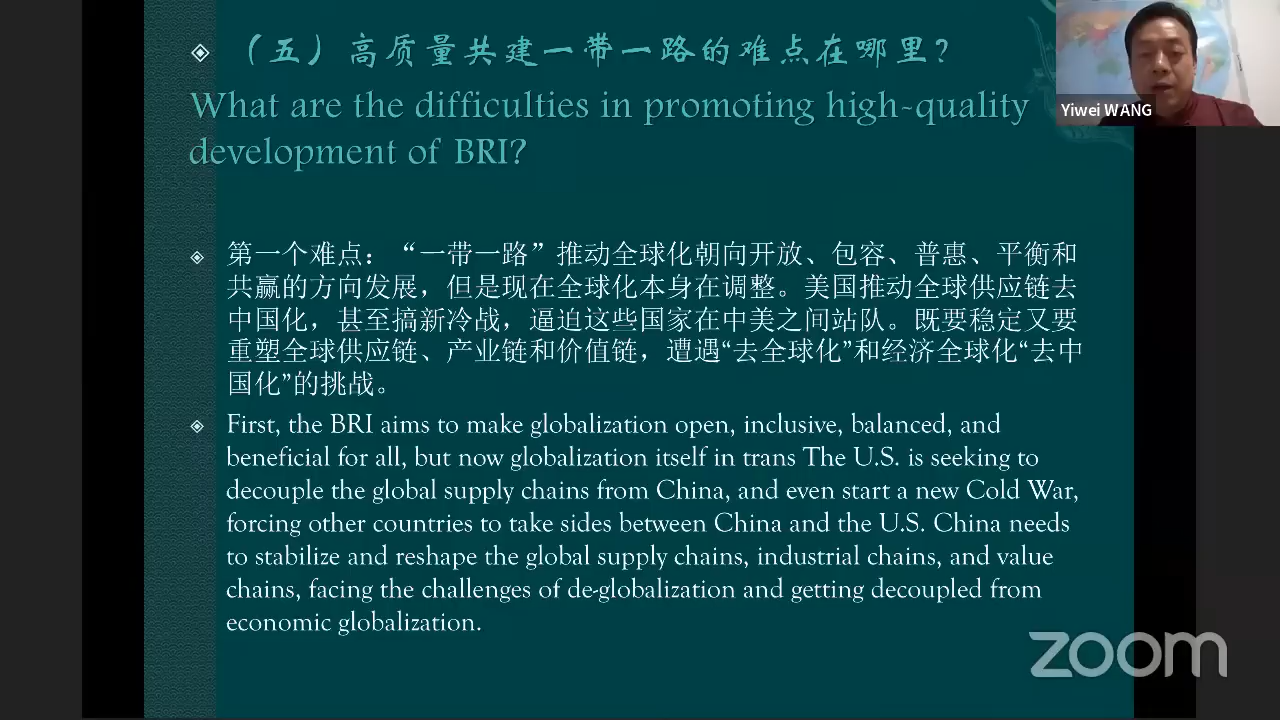 （五）高质量共建一带一路的难点在哪里？
What are the difficulties in promoting high-quality
development of BRI?
Yiwei WANG
第一个难点：“一带一路”推动全球化朝向开放、包容、普惠、平衡和
共赢的方向发展，但是现在全球化本身在调整。美国推动全球供应链去
中国化，甚至搞新冷战，逼迫这些国家在中美之间站队。既要稳定又要
重塑全球供应链、产业链和价值链，遭遇“去全球化”和经济全球化“去中
国化”的挑战。
First, the BRI aims to make globalization open, inclusive, balanced, and
beneficial for all, but now globalization itself in trans The U.S. is seeking to
decouple the global supply chains from China, and even start a new Cold War,
forcing other countries to take sides between China and the U.S. China needs
to stabilize and reshape the global supply chains, industrial chains, and value
chains, facing the challenges of de-globalization and getting decoupled from
economic globalization.
zoom